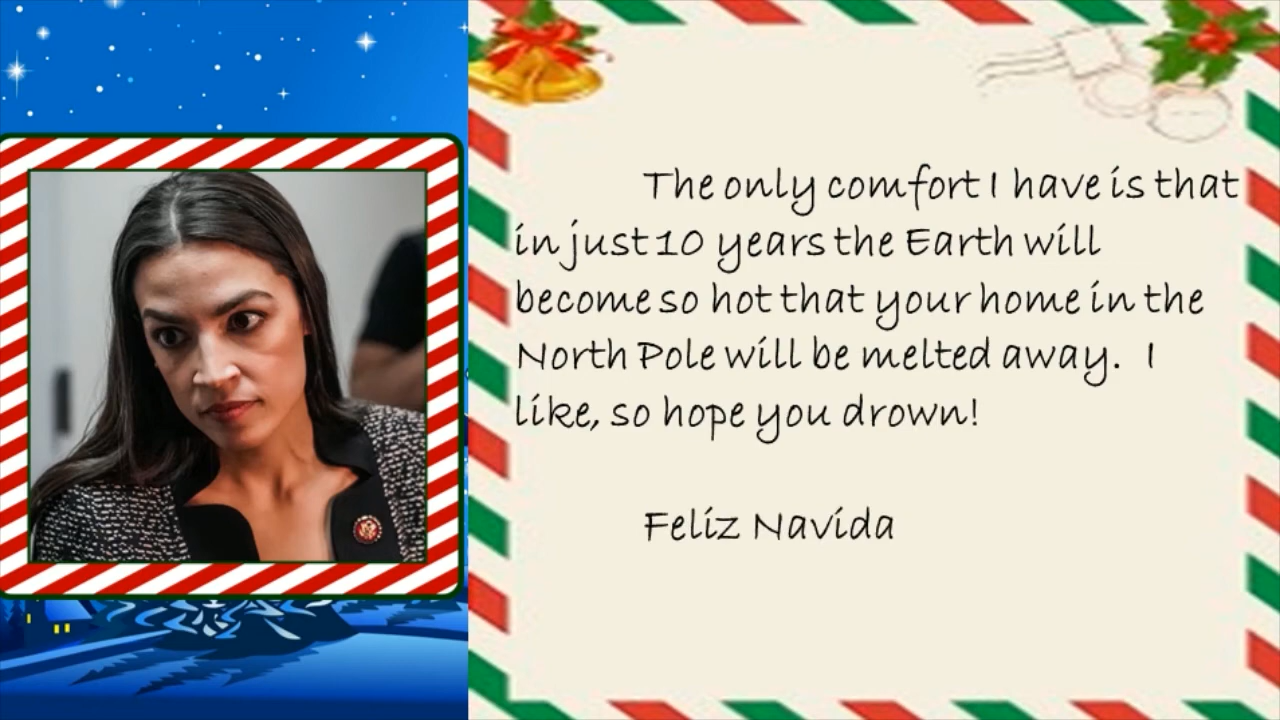 The only comfort I have is that
in just 10 years the Earth will
become so hot that your home in the
North Pole will be melted away. I
like, so hope you drown!
Feliz Navida